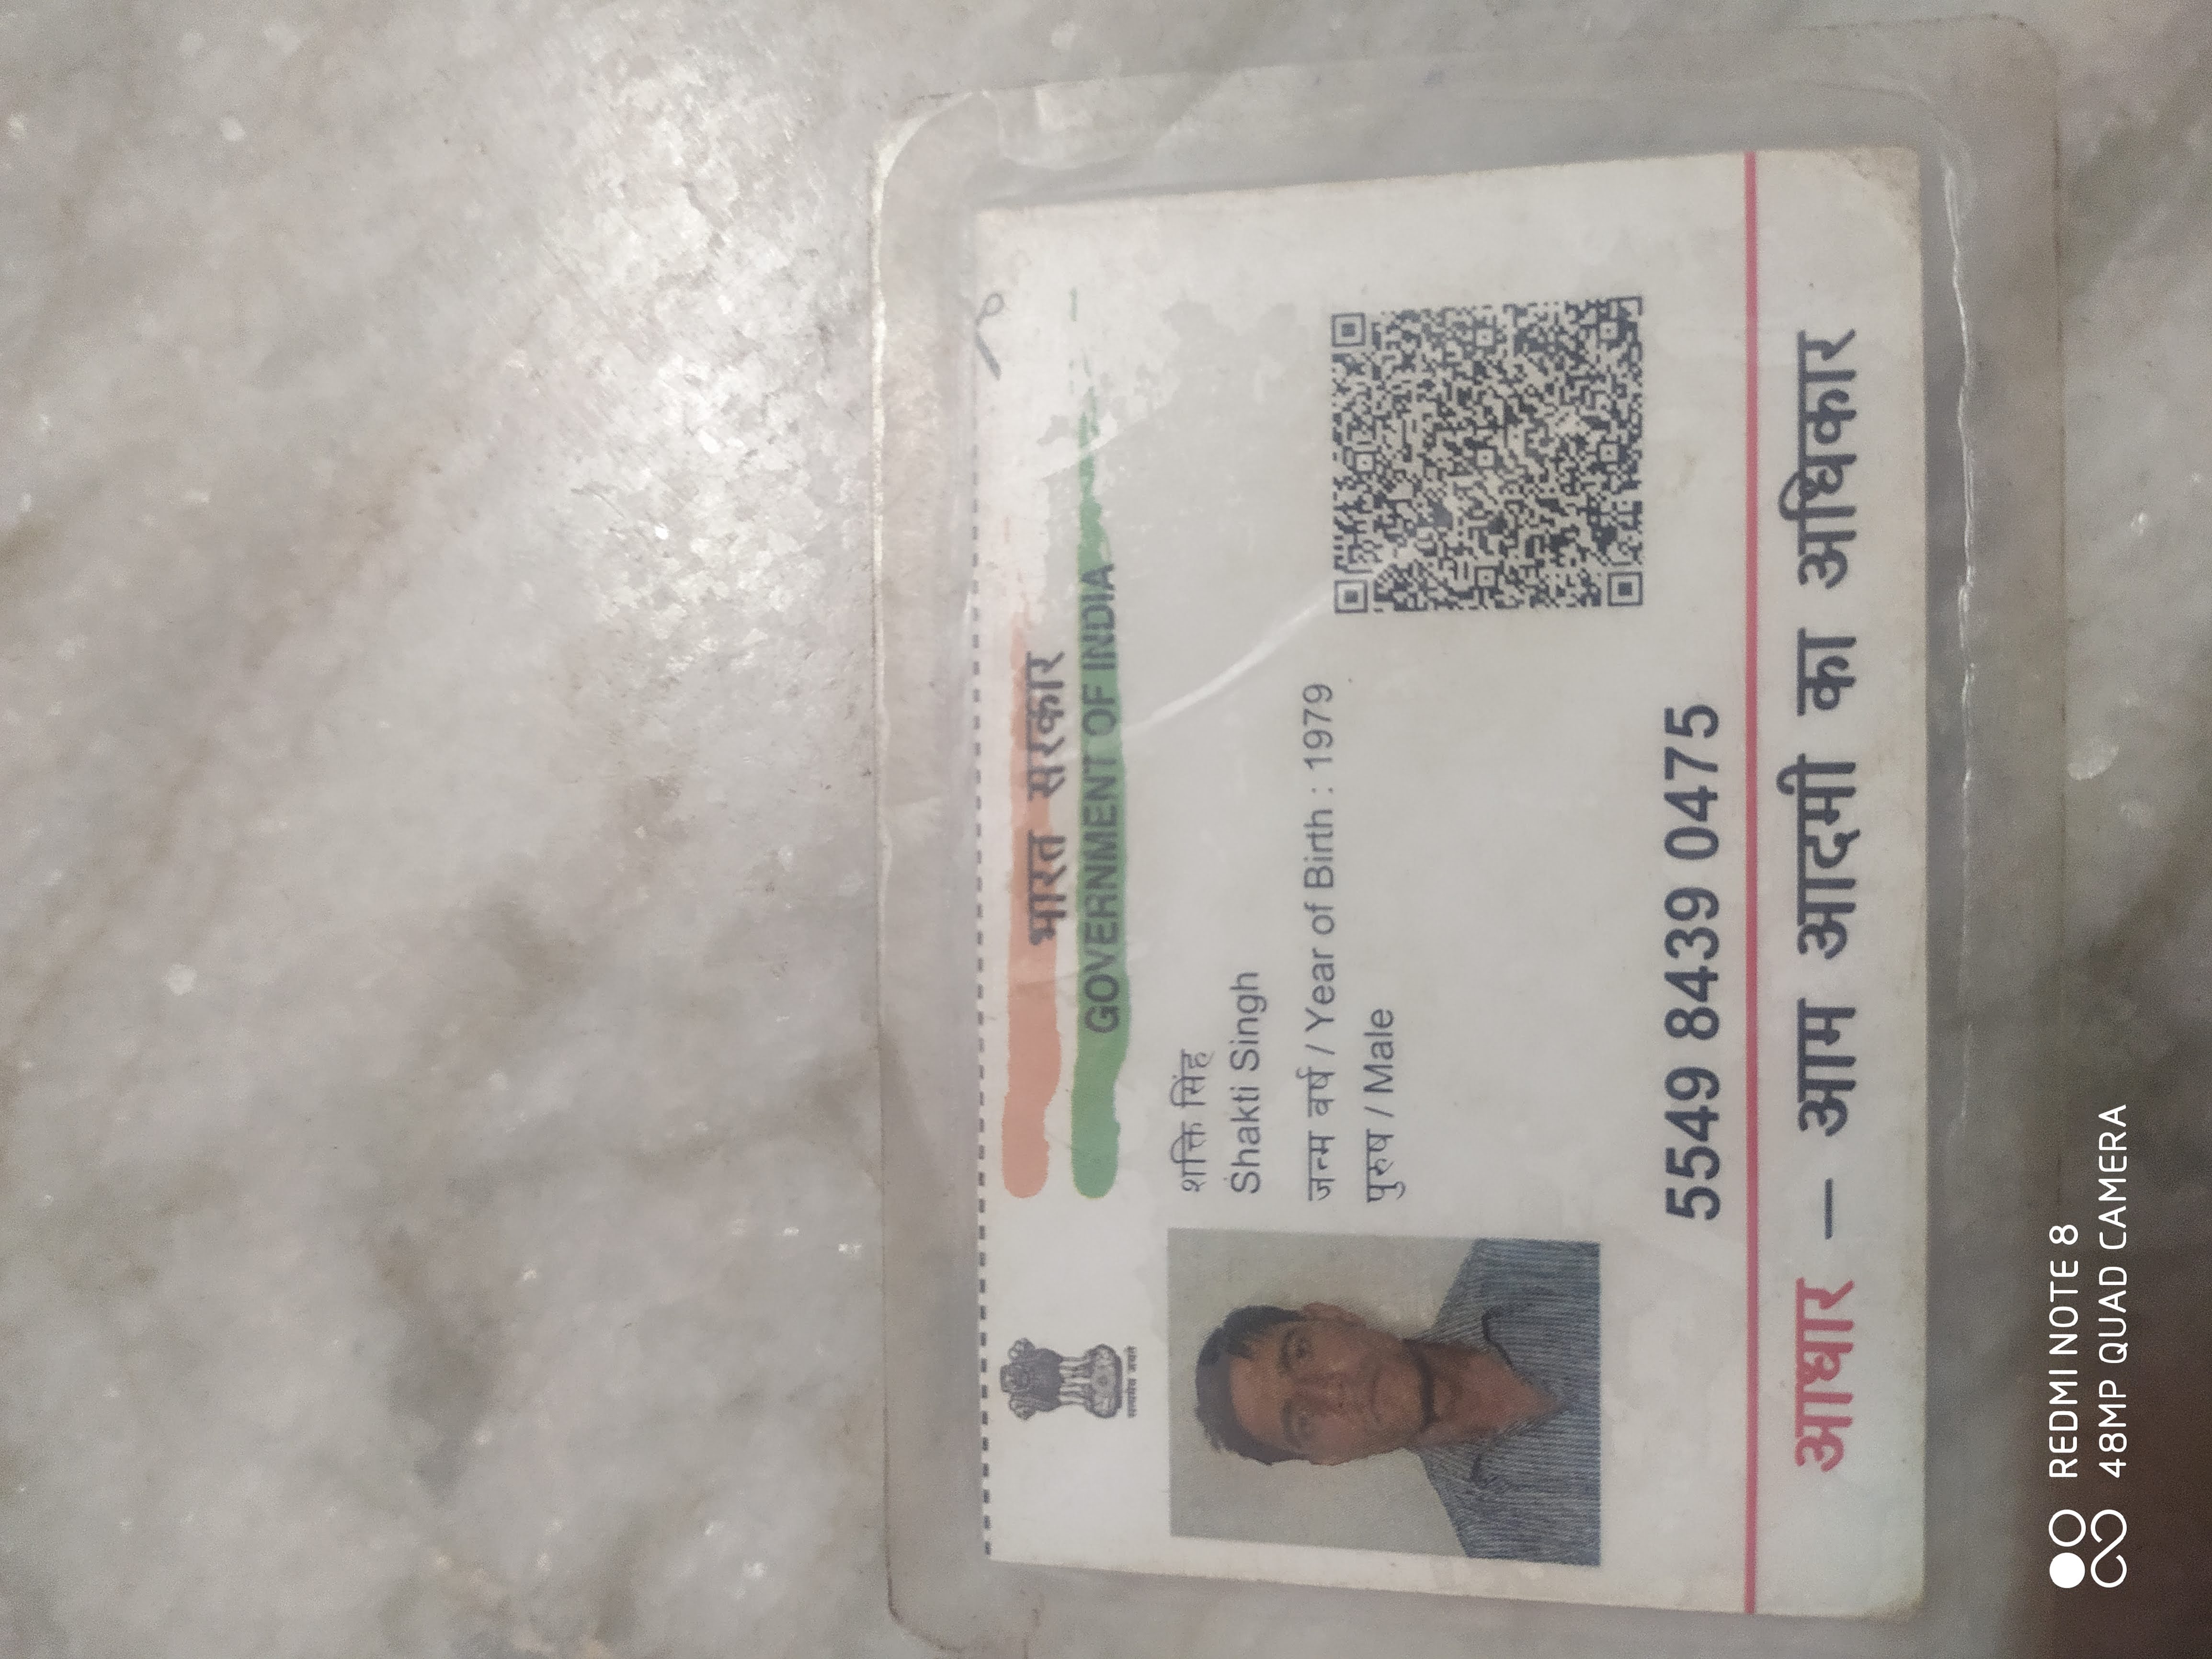 भारत सरकार
GOVERNMENT OF INDIA
सत्यमेव जयते
शक्ति सिंह
Shakti Singh
जन्म वर्ष / Year of Birth : 1979
पुरुष / Male
5549 8439 0475
आधार – आम आदमी का अधिकार
REDMI NOTE 8
48MP QUAD CAMERA